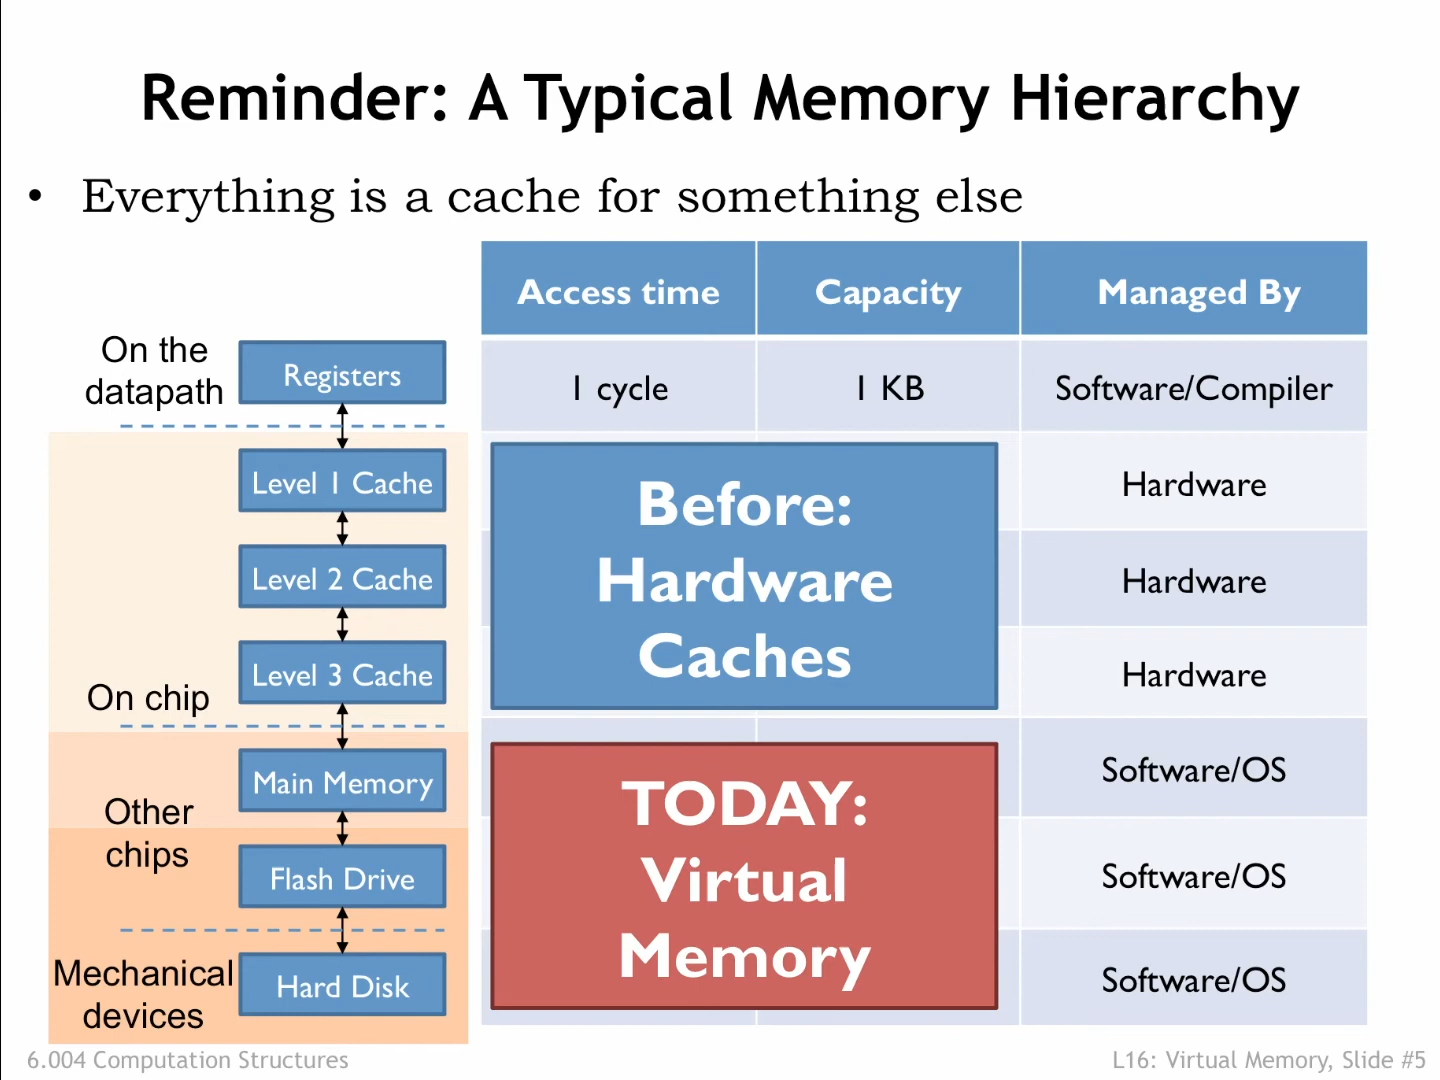 Reminder: A Typical Memory Hierarchy
• Everything is a cache for something else
Access time Capacity Managed By
On the
datapath
Registers
1 cycle 1 KB Software/Compiler
Level 1 Cache
Hardware
Level 2 Cache
Hardware
Level 3 Cache
Hardware
On chip
Before:
Hardware
Caches
Main Memory
Software/OS
Other
chips
Flash Drive
Software/OS
Mechanical
devices
Hard Disk
Software/OS
TODAY:
Virtual
Memory
6.004 Computation Structures
L16: Virtual Memory, Slide #5